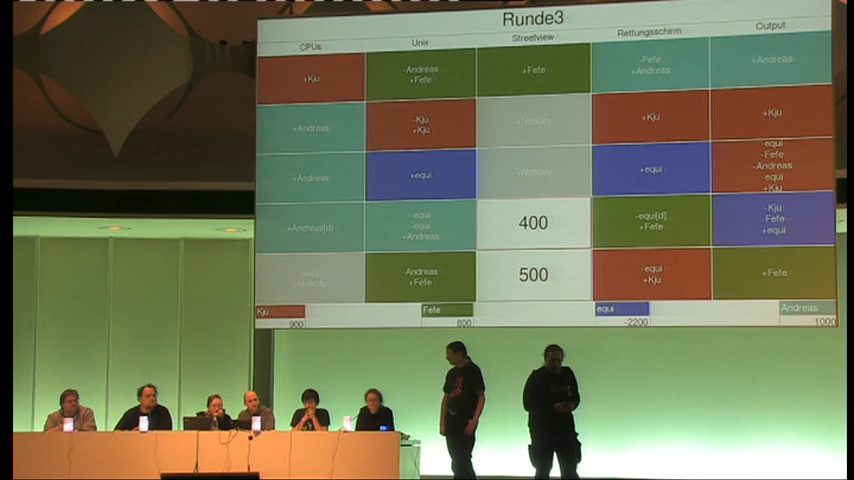 Runde3
CPUs
Unix
Streetview
Rettungsschirm
Output
+Kju
-Andreas
+Fefe
+Fefe
-Fefe
+Andreas
+Andreas
+Andreas
-Kju
+Kju
+Nobody
+Kju
+Kju
+Andreas
+equi
+Nobody
+equi
-equi
-Fefe
-Andreas
-equi
+Kju
+Andreas[d]
-equi
-equi
+Andreas
400
-equi[d]
+Fefe
-Kju
-Fefe
+equi
-equi
+Nobody
-Andreas
+Fefe
500
-equi
+Kju
+Fefe
Kju
900
Fefe
800
equi
-2200
Andreas
1000